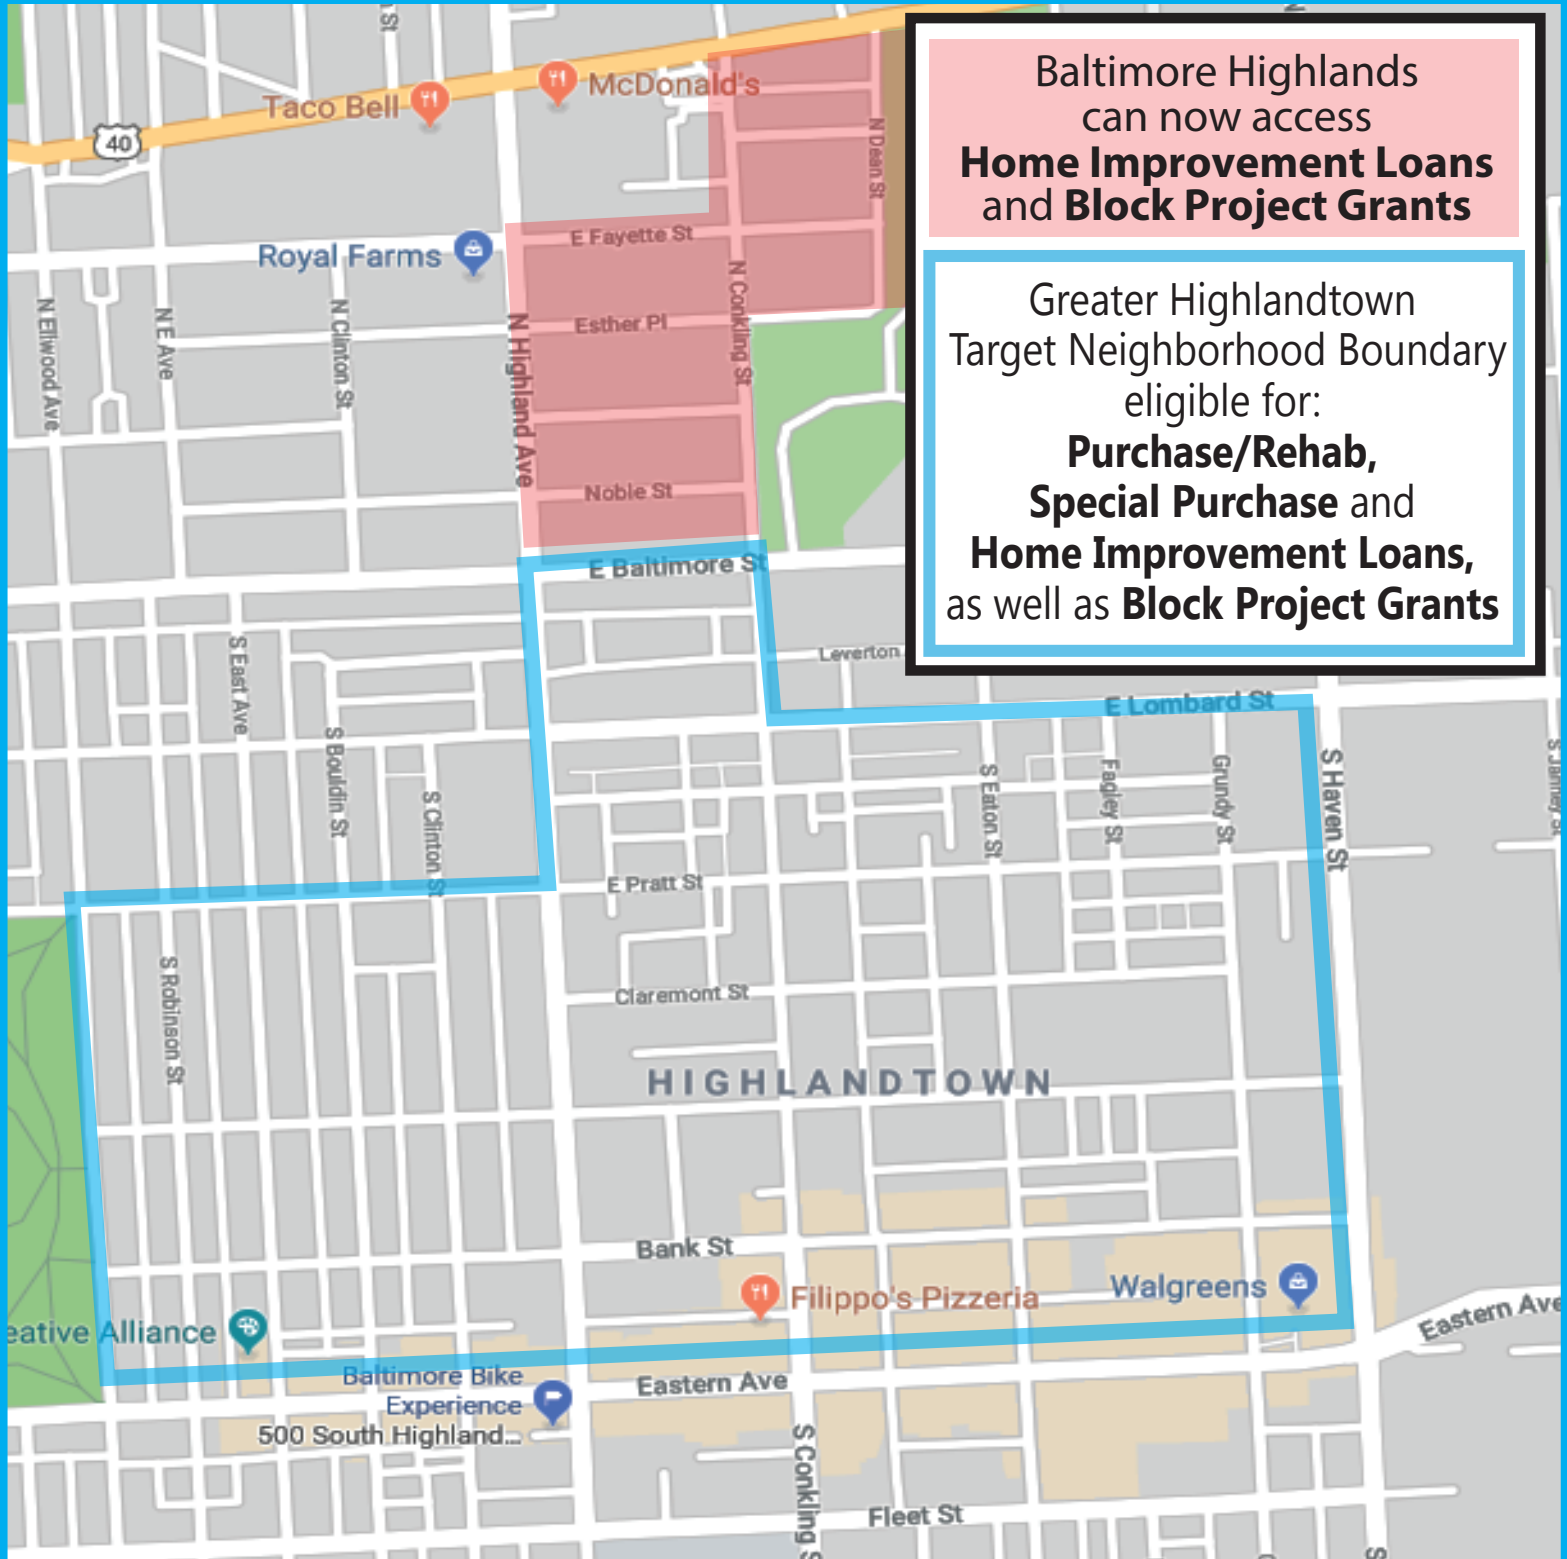 Baltimore Highlands
can now access
Home Improvement Loans
and Block Project Grants
Greater Highlandtown
Target Neighborhood Boundary
eligible for:
Purchase/Rehab,
Special Purchase and
Home Improvement Loans,
as well as Block Project Grants
St
McDonald's
Taco Bell
40
N Dean St
E Fayette St
Royal Farms
N Conkling St
N Ellwood Ave
N E Ave
N Clinton St
N Highland Ave
Esther Pl
Noble St
E Baltimore St
Leverton
S East Ave
E Lombard St
S Bouldin St
S Clinton St
S Eaton St
Fagley St
Grundy St
S Haven St
S Janney St
E Pratt St
S Robinson St
Claremont St
HIGHLANDTOWN
Bank St
Filippo's Pizzeria
Walgreens
Eastern Ave
eative Alliance
Baltimore Bike
Experience
500 South Highland...
Eastern Ave
S Conkling S
Fleet St